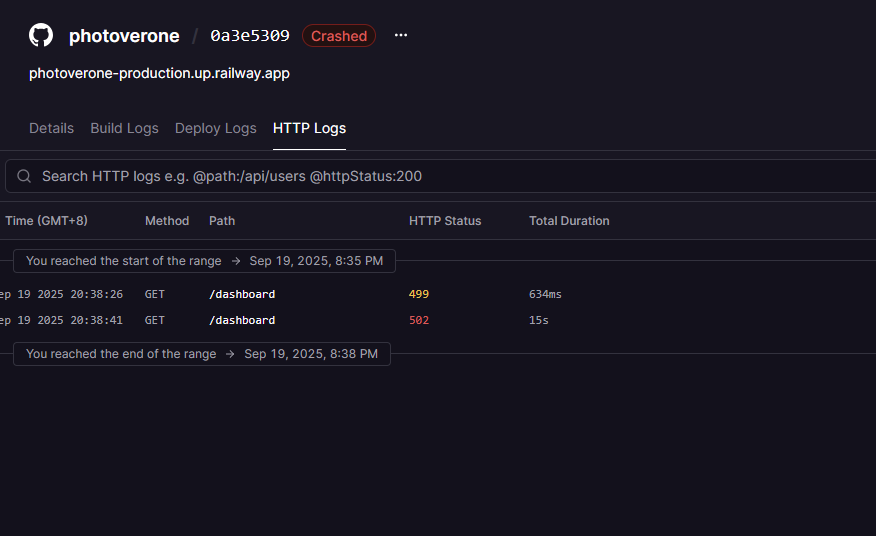 photoverone / 0a3e5309 Crashed ...
photoverone-production.up.railway.app
Details Build Logs Deploy Logs HTTP Logs
Search HTTP logs e.g. @path:/api/users @httpStatus:200
Time (GMT+8) Method Path HTTP Status Total Duration
You reached the start of the range → Sep 19, 2025, 8:35 PM
ep 19 2025 20:38:26 GET /dashboard 499 634ms
ep 19 2025 20:38:41 GET /dashboard 502 15s
You reached the end of the range → Sep 19, 2025, 8:38 PM